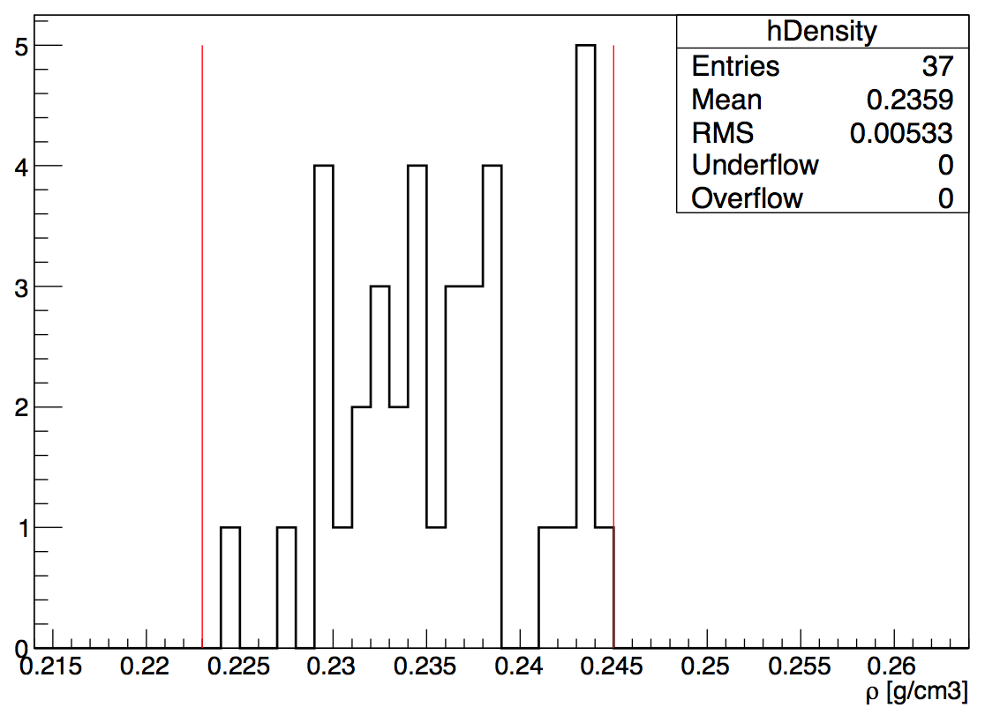 hDensity
Entries 37
Mean 0.2359
RMS 0.00533
Underflow 0
Overflow 0
5
4
3
2
1
0
0.215 0.22 0.225 0.23 0.235 0.24 0.245 0.25 0.255 0.26
ρ [g/cm3]